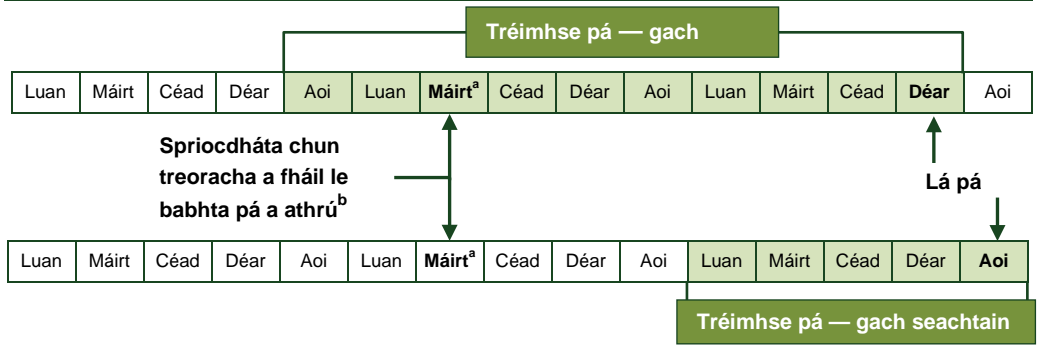 Tréimhse pá — gach
Luan Máirt Céad Déar Aoi Luan Máirtᵃ Céad Déar Aoi Luan Máirt Céad Déar Aoi
Spriocdháta chun
treoracha a fháil le
babhta pá a athrúᵇ
Lá pá
Luan Máirt Céad Déar Aoi Luan Máirtᵃ Céad Déar Aoi Luan Máirt Céad Déar Aoi
Tréimhse pá — gach seachtain